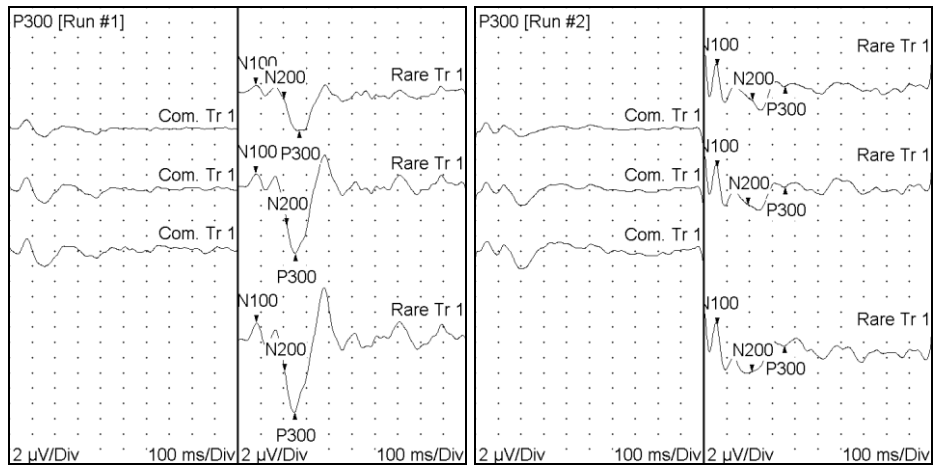 P300 [Run #1]
N100
N200
Rare Tr 1
Com. Tr 1
N100 P300
Rare Tr 1
Com. Tr 1
N200
Com. Tr 1
P300
N100
Rare Tr 1
N200
P300
2 µV/Div 100 ms/Div 2 µV/Div 100 ms/Div
P300 [Run #2]
N100
Rare Tr 1
N200
P300
Com. Tr 1
N100
Rare Tr 1
Com. Tr 1
N200
P300
Com. Tr 1
N100
Rare Tr 1
N200
P300
2 µV/Div 100 ms/Div 2 µV/Div 100 ms/Div